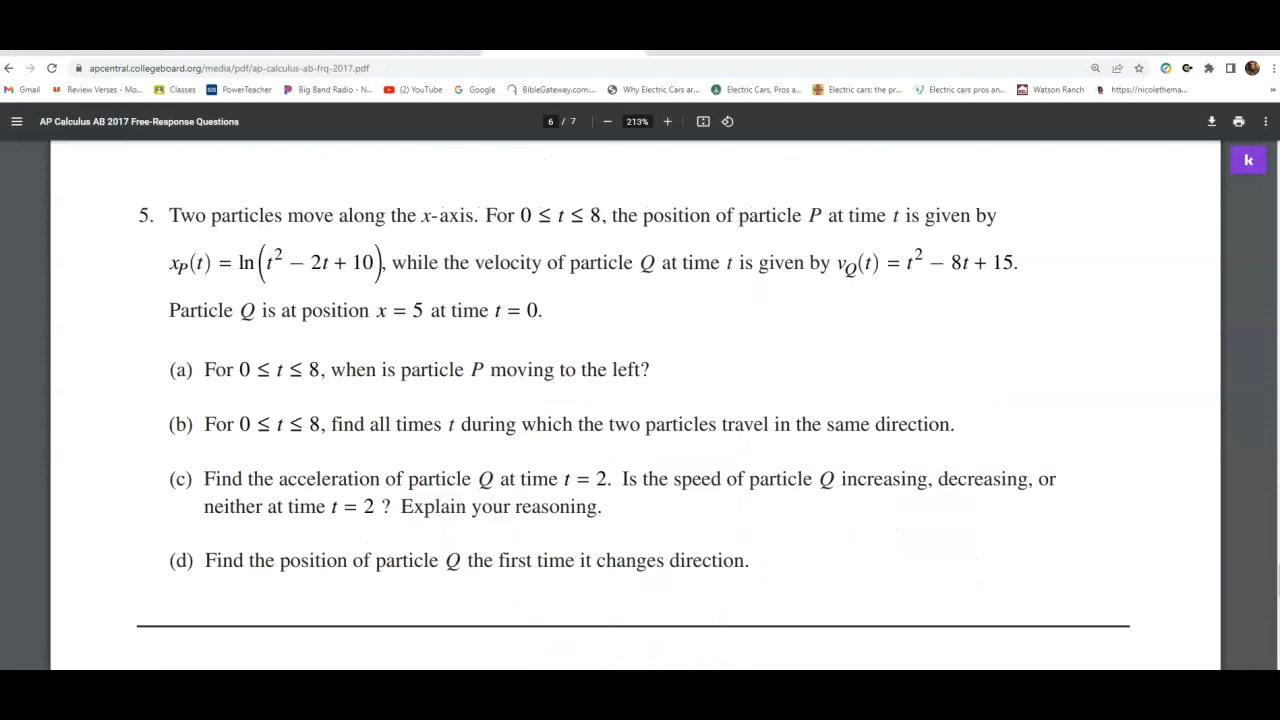 apcentral.collegeboard.org/media/pdf/ap-calculus-ab-frq-2017.pdf
Gmail Review Verses - Mo... Classes PowerTeacher Big Band Radio - N... (2) YouTube Google BibleGateway.com:... Why Electric Cars ar... Electric Cars, Pros a... Electric cars: the pr... Electric cars pros an... Watson Ranch https://nicolethema... »
AP Calculus AB 2017 Free-Response Questions 6 / 7 − 213% +
k
5. Two particles move along the x-axis. For 0 ≤ t ≤ 8, the position of particle P at time t is given by
x_P(t) = ln(t² − 2t + 10), while the velocity of particle Q at time t is given by v_Q(t) = t² − 8t + 15.
Particle Q is at position x = 5 at time t = 0.
(a) For 0 ≤ t ≤ 8, when is particle P moving to the left?
(b) For 0 ≤ t ≤ 8, find all times t during which the two particles travel in the same direction.
(c) Find the acceleration of particle Q at time t = 2. Is the speed of particle Q increasing, decreasing, or
neither at time t = 2 ? Explain your reasoning.
(d) Find the position of particle Q the first time it changes direction.